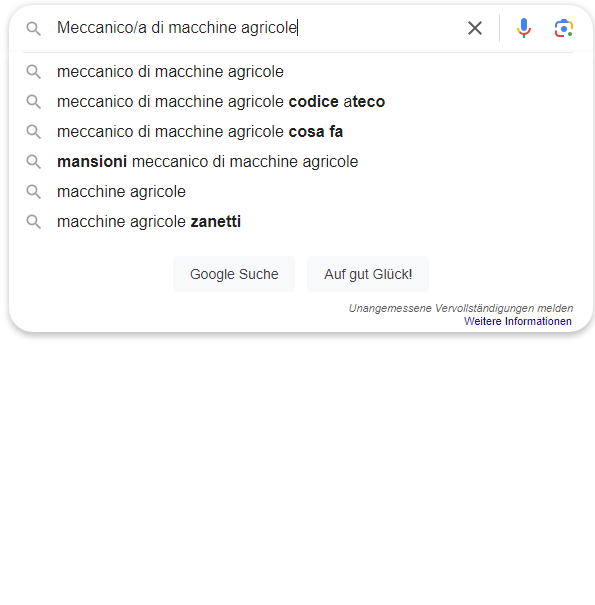 Meccanico/a di macchine agricole
meccanico di macchine agricole
meccanico di macchine agricole codice ateco
meccanico di macchine agricole cosa fa
mansioni meccanico di macchine agricole
macchine agricole
macchine agricole zanetti
Google Suche
Auf gut Glück!
Unangemessene Vervollständigungen melden
Weitere Informationen